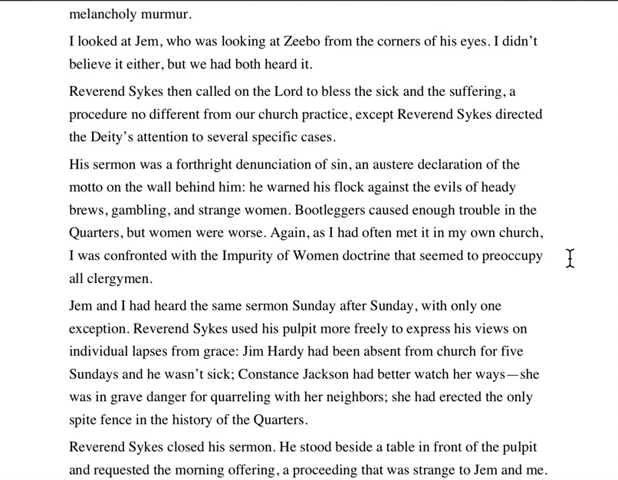 melancholy murmur.
I looked at Jem, who was looking at Zeebo from the corners of his eyes. I didn’t
believe it either, but we had both heard it.
Reverend Sykes then called on the Lord to bless the sick and the suffering, a
procedure no different from our church practice, except Reverend Sykes directed
the Deity’s attention to several specific cases.
His sermon was a forthright denunciation of sin, an austere declaration of the
motto on the wall behind him: he warned his flock against the evils of heady
brews, gambling, and strange women. Bootleggers caused enough trouble in the
Quarters, but women were worse. Again, as I had often met it in my own church,
I was confronted with the Impurity of Women doctrine that seemed to preoccupy
all clergymen.
Jem and I had heard the same sermon Sunday after Sunday, with only one
exception. Reverend Sykes used his pulpit more freely to express his views on
individual lapses from grace: Jim Hardy had been absent from church for five
Sundays and he wasn’t sick; Constance Jackson had better watch her ways—she
was in grave danger for quarreling with her neighbors; she had erected the only
spite fence in the history of the Quarters.
Reverend Sykes closed his sermon. He stood beside a table in front of the pulpit
and requested the morning offering, a proceeding that was strange to Jem and me.